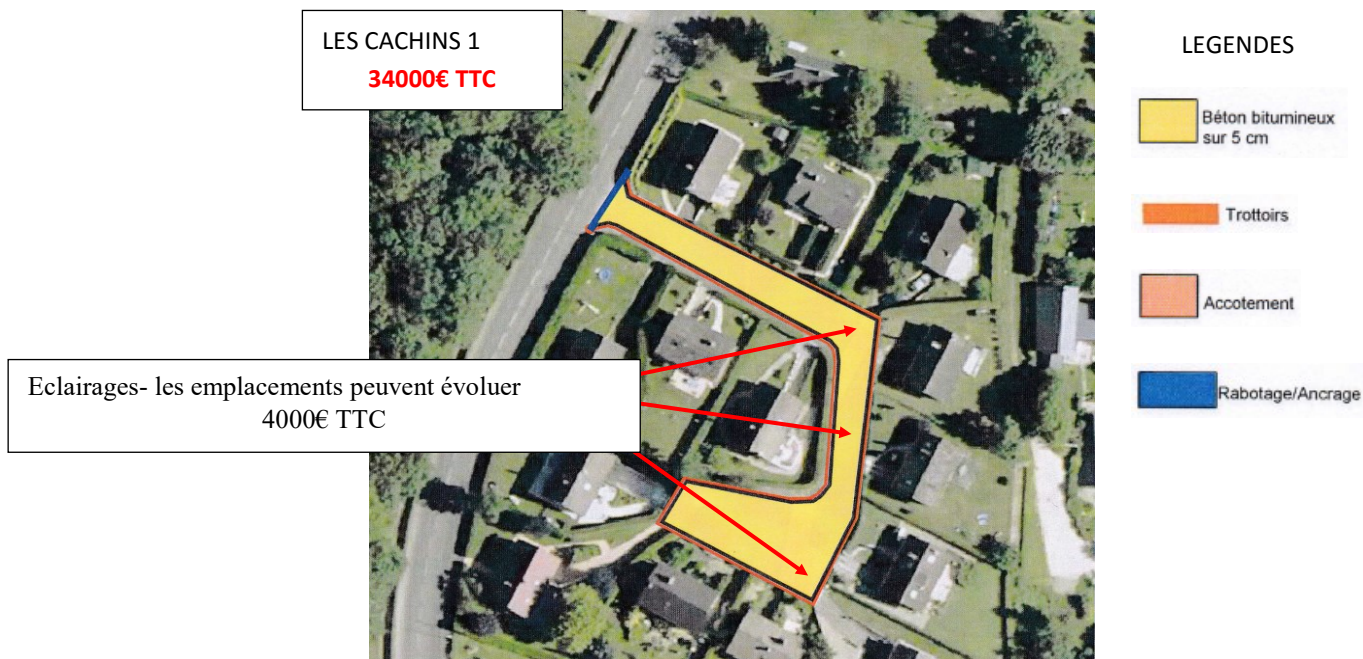 LES CACHINS 1
34000€ TTC
LEGENDES
Béton bitumineux
sur 5 cm
Trottoirs
Accotement
Rabotage/Ancrage
Eclairages- les emplacements peuvent évoluer
4000€ TTC